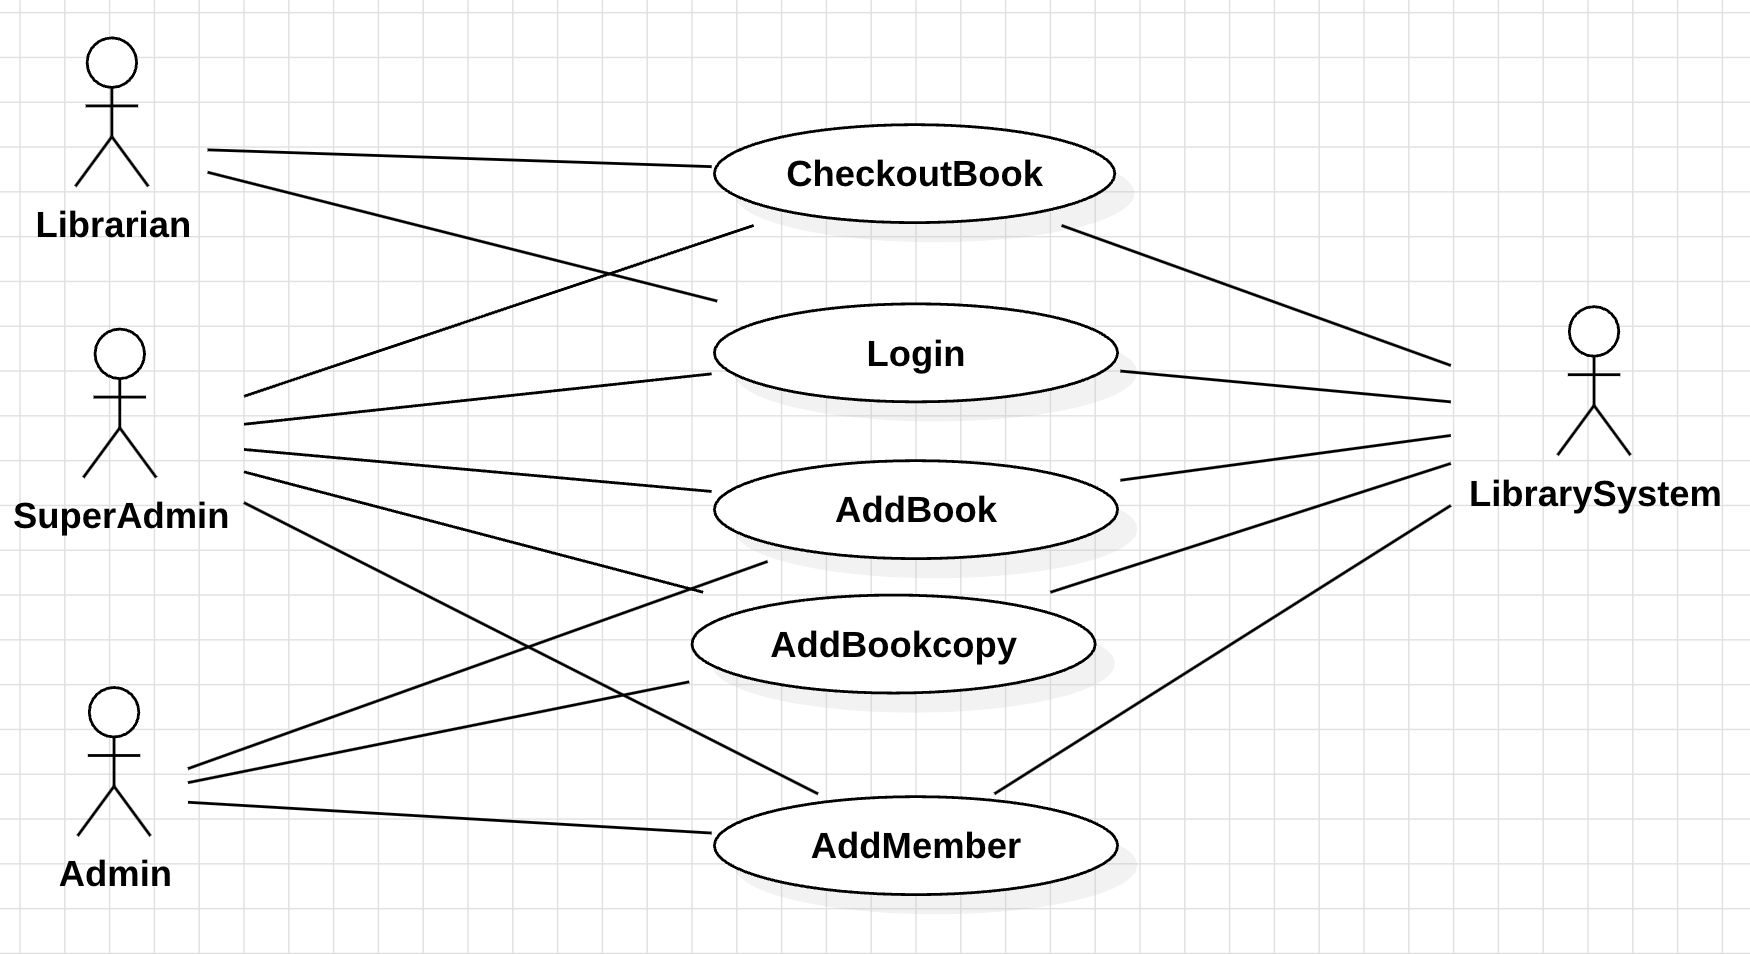 Librarian
SuperAdmin
Admin
CheckoutBook
Login
AddBook
AddBookcopy
AddMember
LibrarySystem